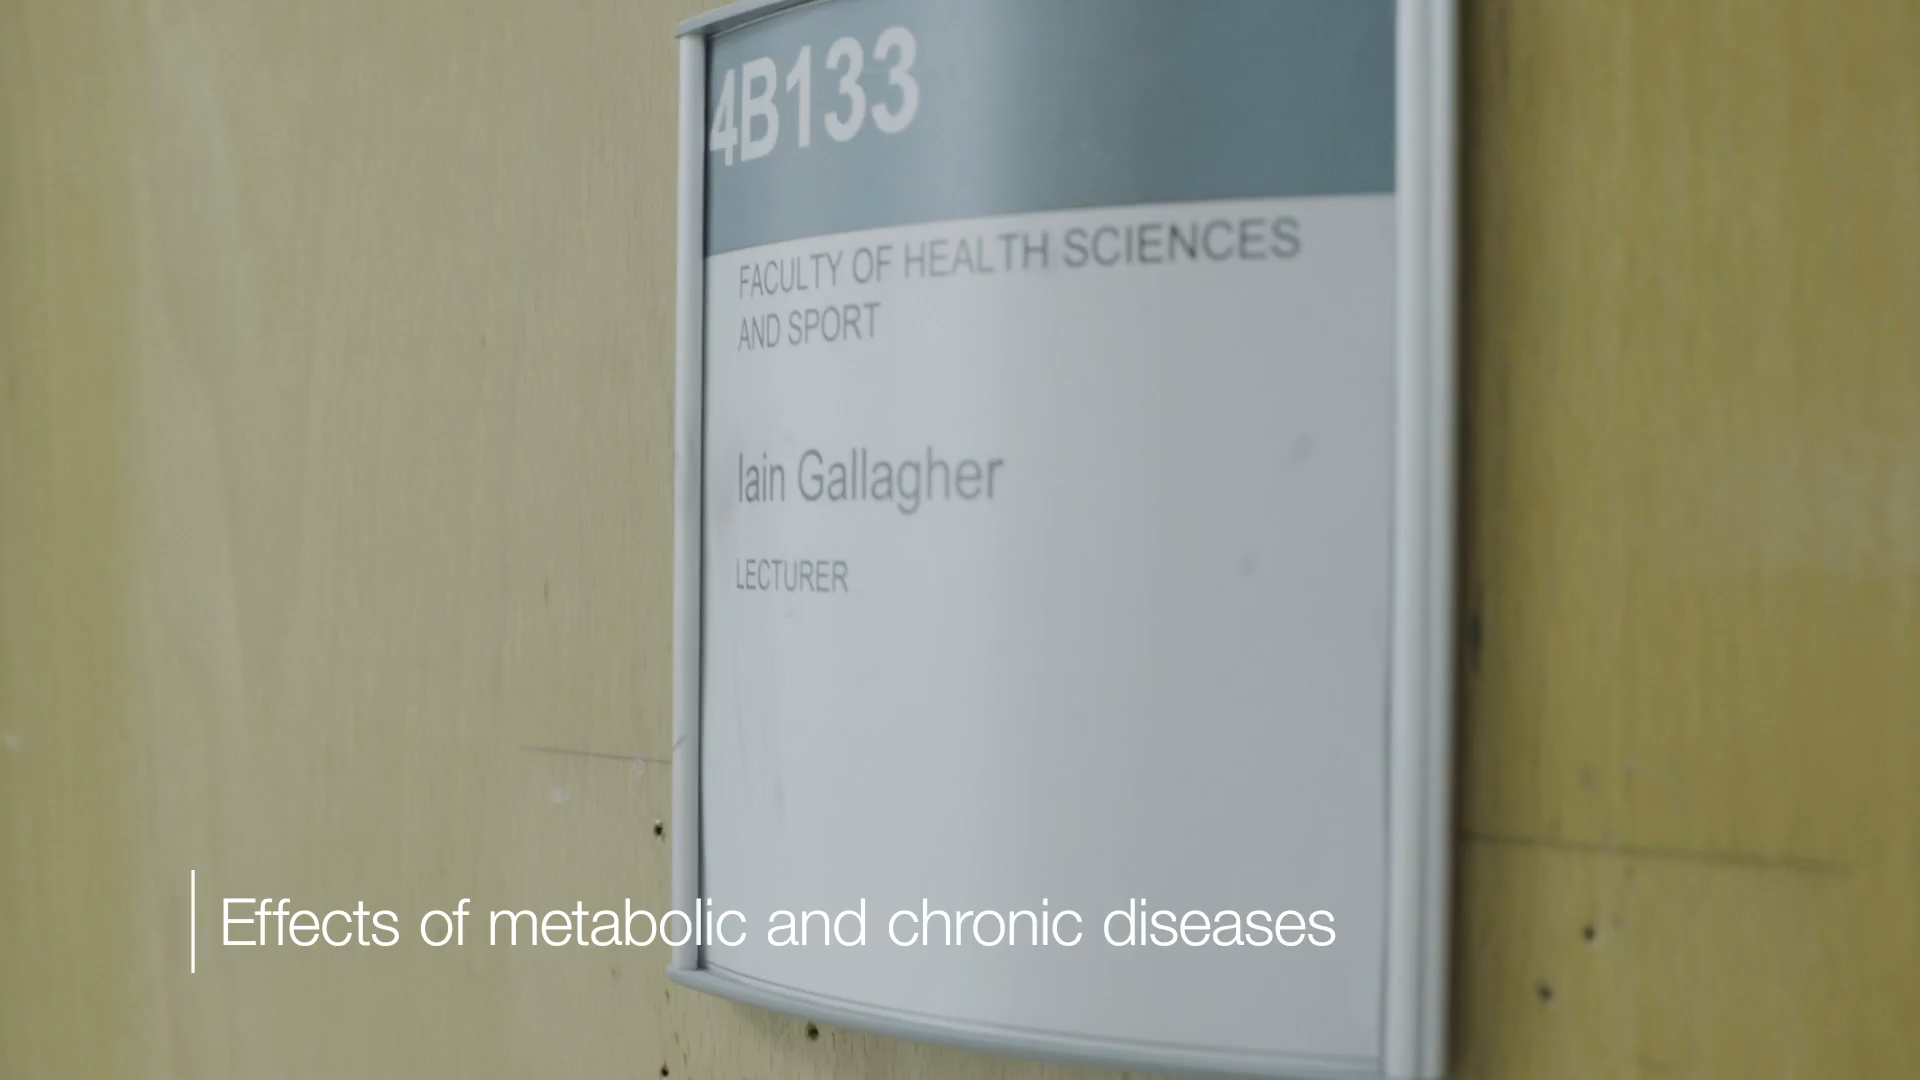 4B133
FACULTY OF HEALTH SCIENCES
AND SPORT
Iain Gallagher
LECTURER
Effects of metabolic and chronic diseases